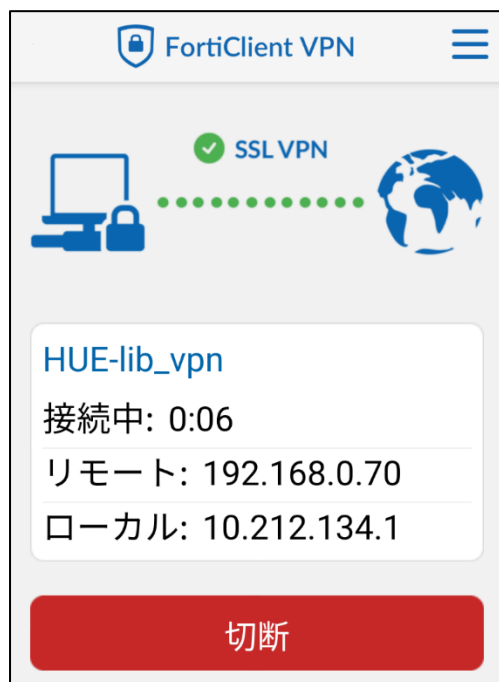 FortiClient VPN
SSL VPN
HUE-lib_vpn
接続中: 0:06
リモート: 192.168.0.70
ローカル: 10.212.134.1
切断